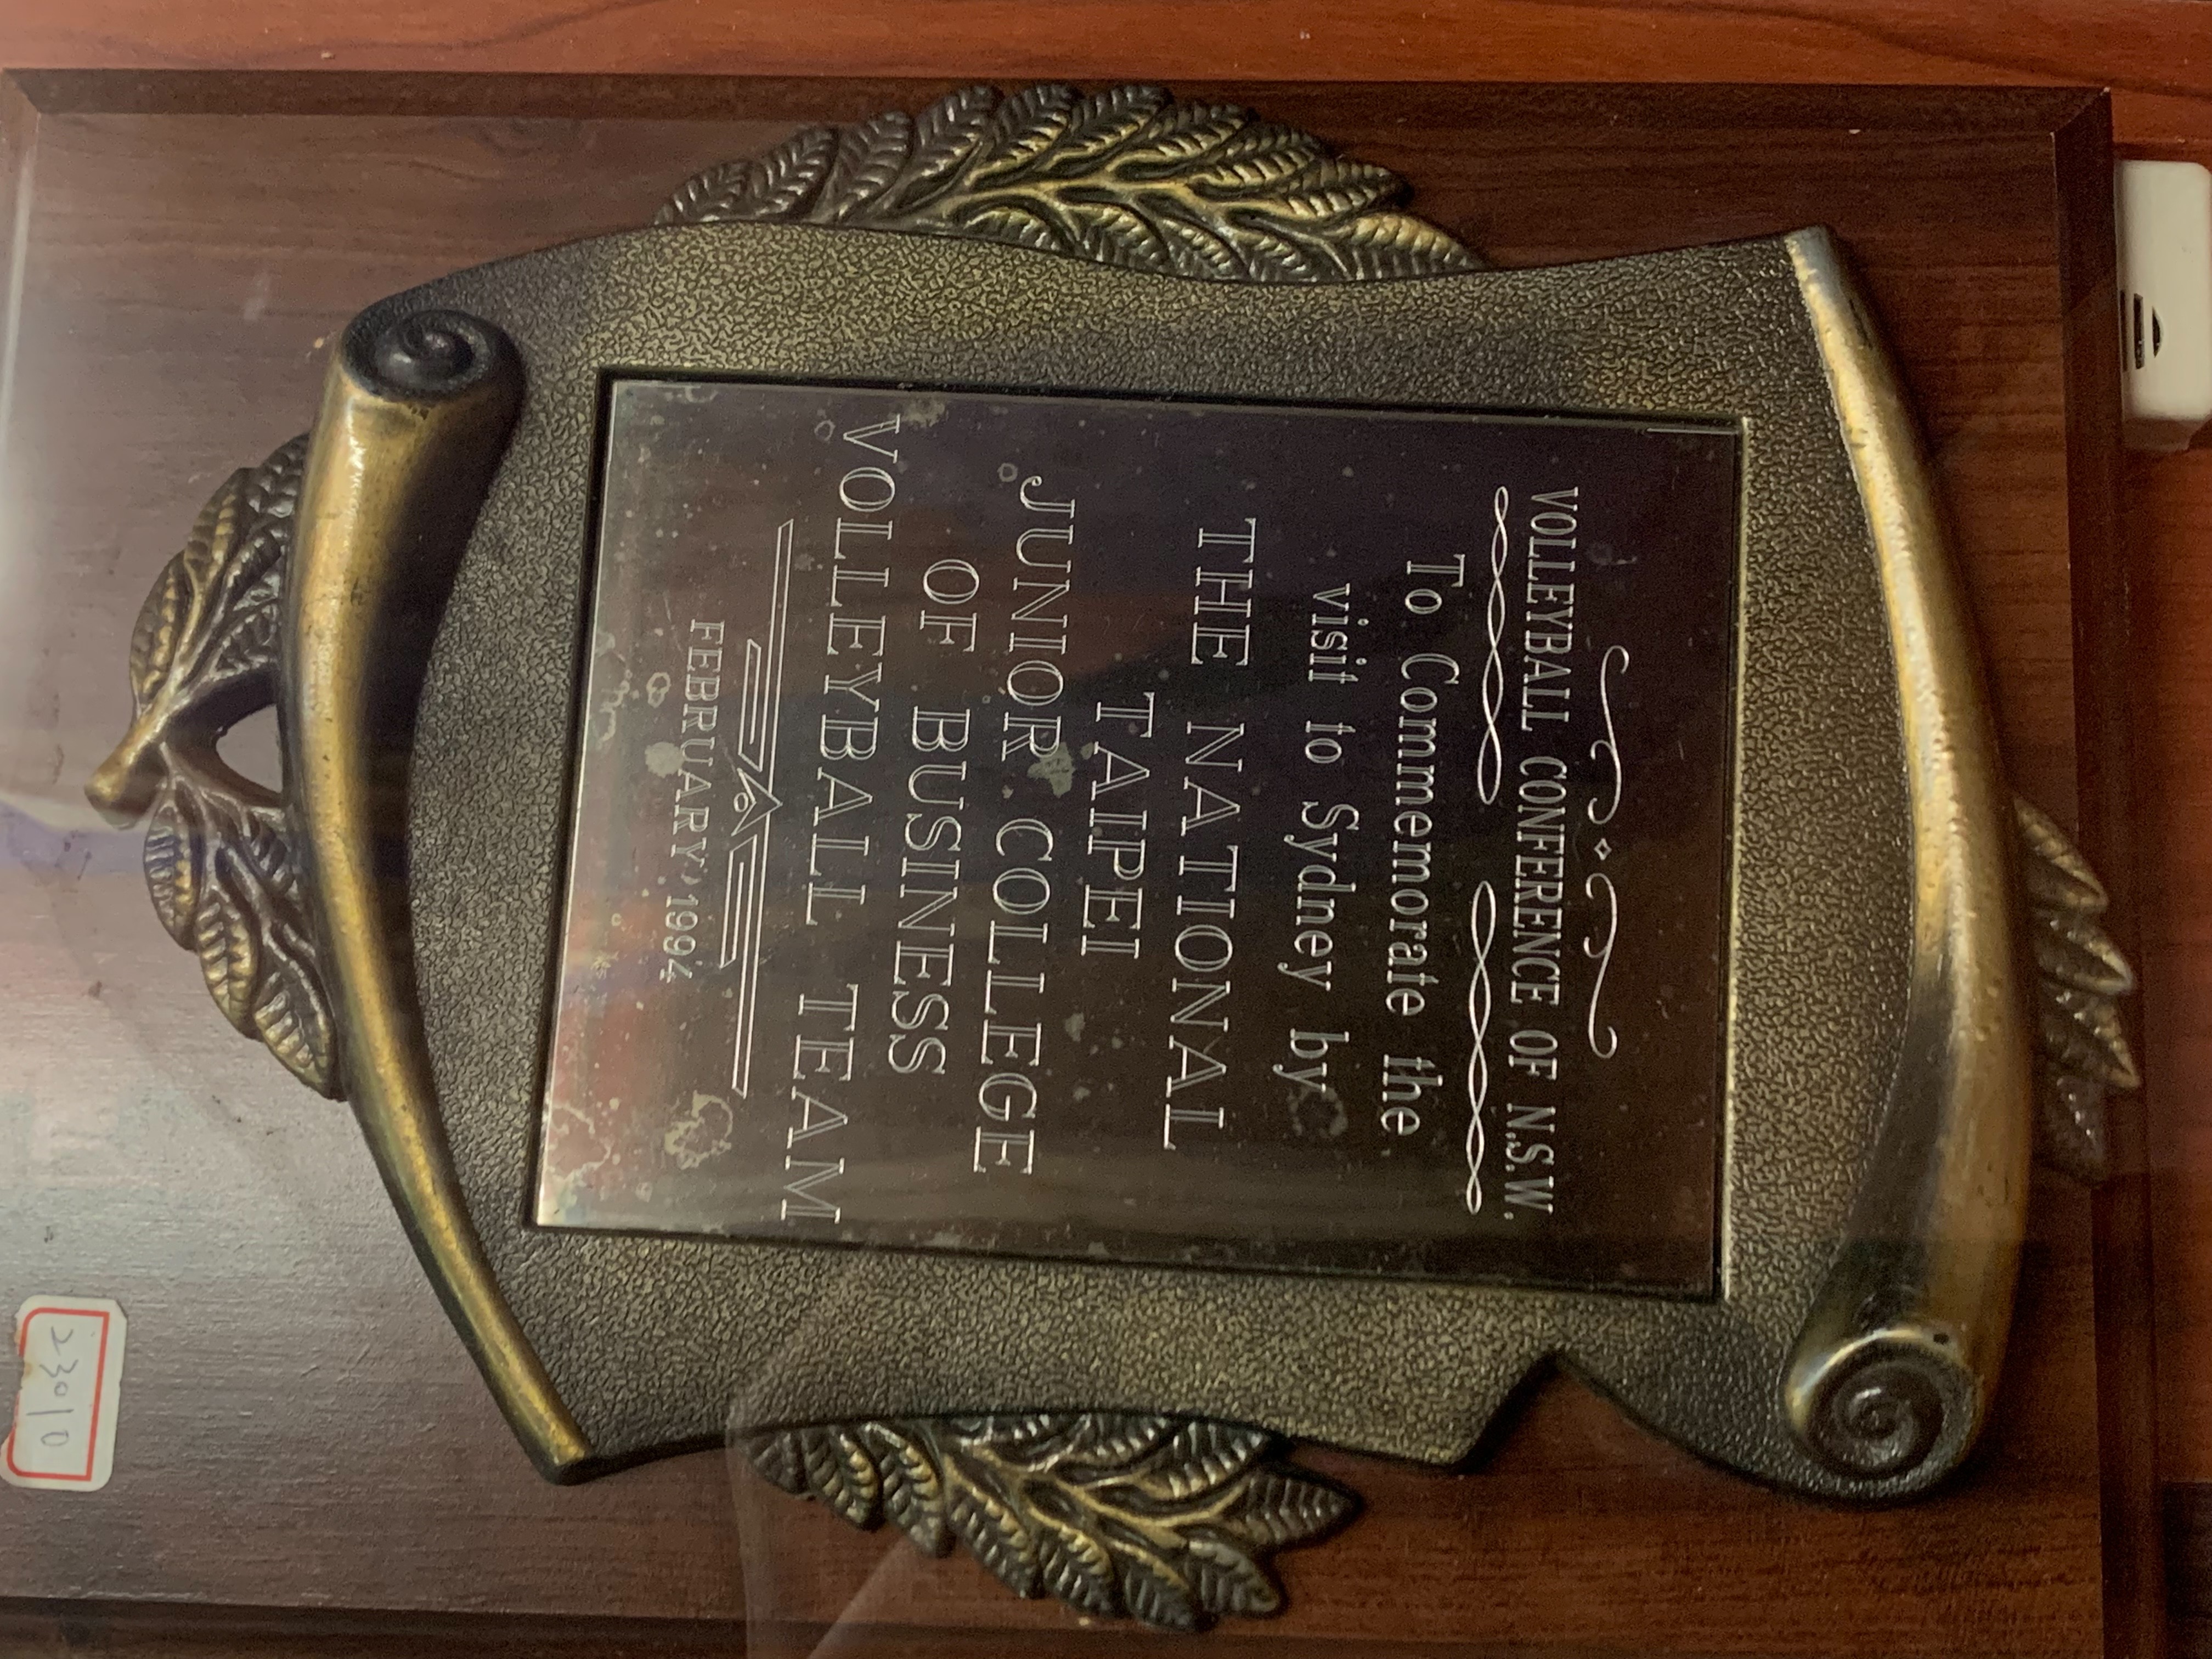 VOLLEYBALL CONFERENCE OF N.S.W.
To Commemorate the
visit to Sydney by
THE NATIONAL
TAIPEI
JUNIOR COLLEGE
OF BUSINESS
VOLLEYBALL TEAM
FEBRUARY 1994